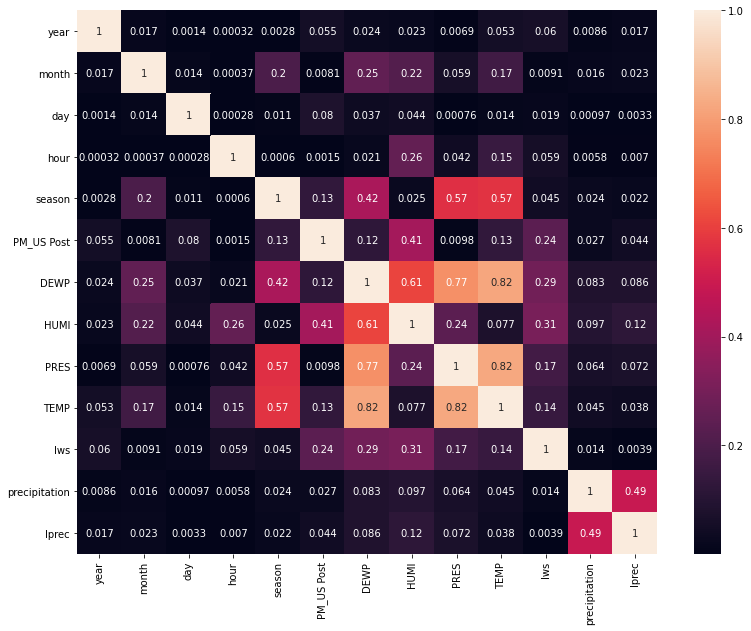 year 1 0.017 0.0014 0.00032 0.0028 0.055 0.024 0.023 0.0069 0.053 0.06 0.0086 0.017
month 0.017 1 0.014 0.00037 0.2 0.0081 0.25 0.22 0.059 0.17 0.0091 0.016 0.023
day 0.0014 0.014 1 0.00028 0.011 0.08 0.037 0.044 0.00076 0.014 0.019 0.00097 0.0033
hour 0.00032 0.00037 0.00028 1 0.0006 0.0015 0.021 0.26 0.042 0.15 0.059 0.0058 0.007
season 0.0028 0.2 0.011 0.0006 1 0.13 0.42 0.025 0.57 0.57 0.045 0.024 0.022
PM_US Post 0.055 0.0081 0.08 0.0015 0.13 1 0.12 0.41 0.0098 0.13 0.24 0.027 0.044
DEWP 0.024 0.25 0.037 0.021 0.42 0.12 1 0.61 0.77 0.82 0.29 0.083 0.086
HUMI 0.023 0.22 0.044 0.26 0.025 0.41 0.61 1 0.24 0.077 0.31 0.097 0.12
PRES 0.0069 0.059 0.00076 0.042 0.57 0.0098 0.77 0.24 1 0.82 0.17 0.064 0.072
TEMP 0.053 0.17 0.014 0.15 0.57 0.13 0.82 0.077 0.82 1 0.14 0.045 0.038
Iws 0.06 0.0091 0.019 0.059 0.045 0.24 0.29 0.31 0.17 0.14 1 0.014 0.0039
precipitation 0.0086 0.016 0.00097 0.0058 0.024 0.027 0.083 0.097 0.064 0.045 0.014 1 0.49
Iprec 0.017 0.023 0.0033 0.007 0.022 0.044 0.086 0.12 0.072 0.038 0.0039 0.49 1
year month day hour season PM_US Post DEWP HUMI PRES TEMP Iws precipitation Iprec
1.0
0.8
0.6
0.4
0.2